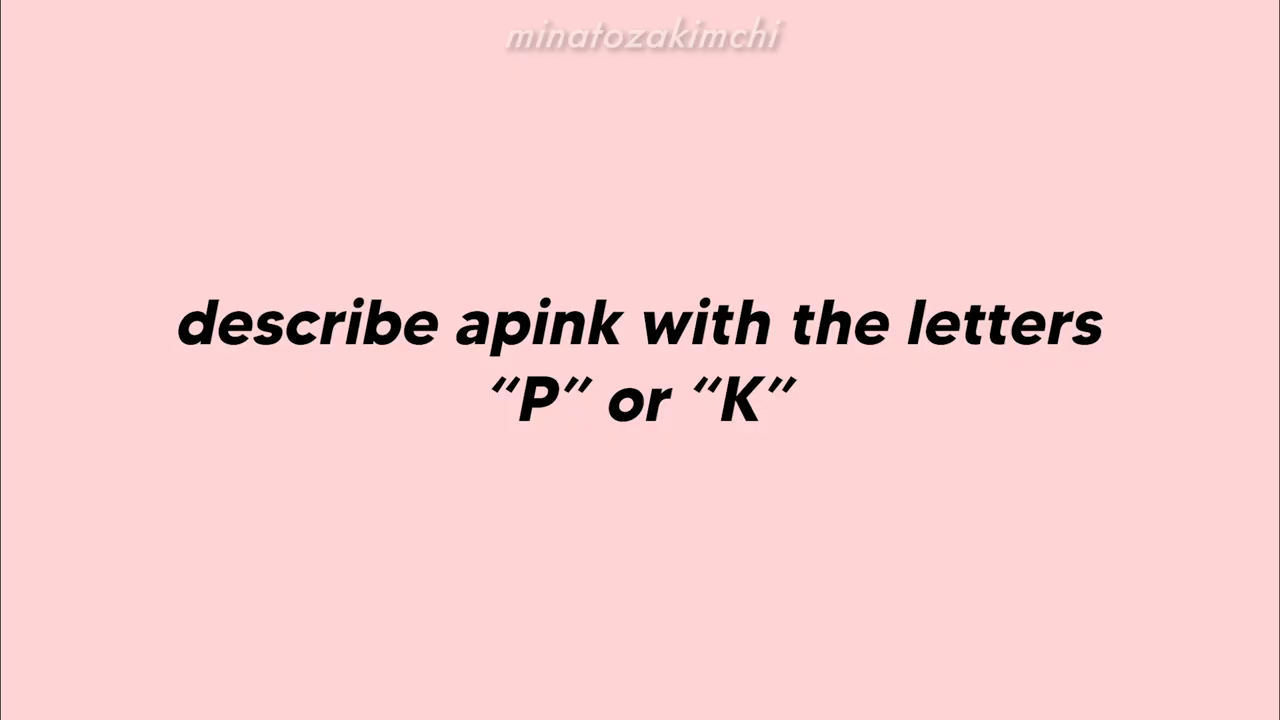 minatozakimchi
describe apink with the letters
“P” or “K”